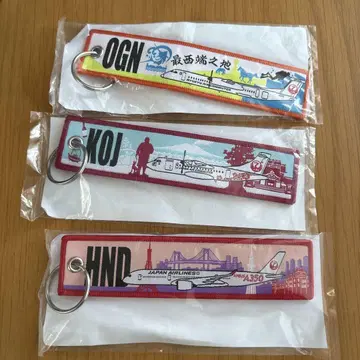 OGN
最西端之地
KOJ
HND
JAPAN AIRLINES
A350